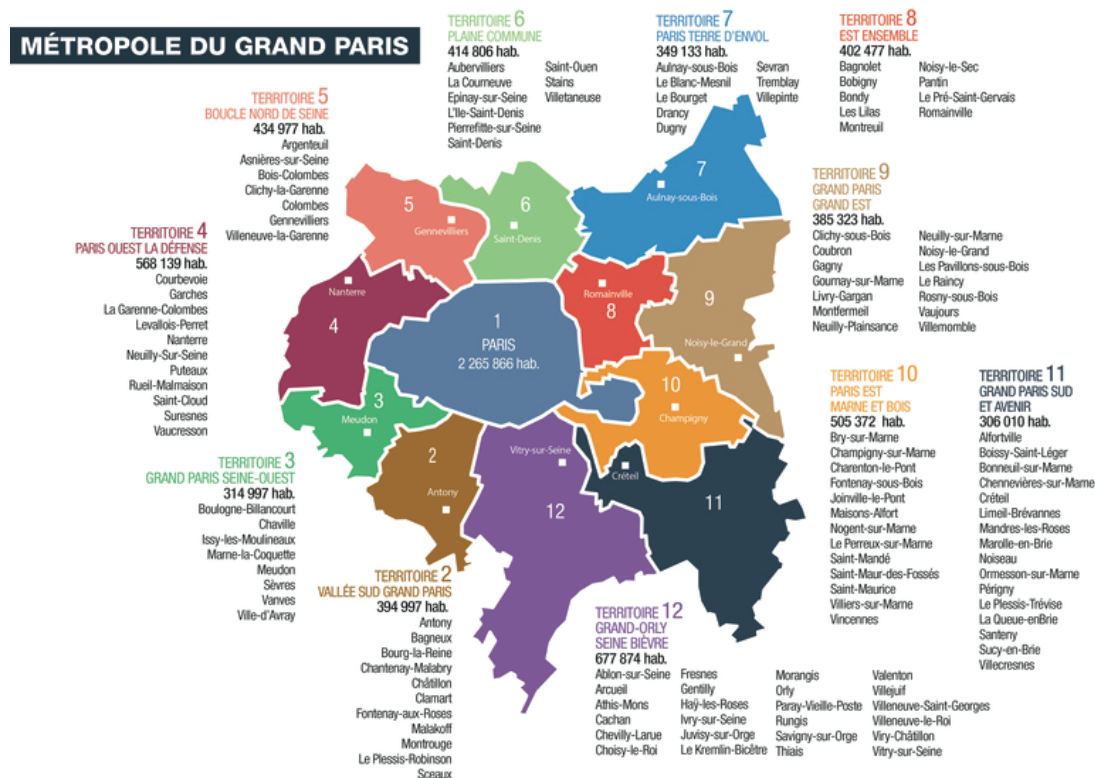 MÉTROPOLE DU GRAND PARIS
TERRITOIRE 6
PLAINE COMMUNE
414 806 hab.
Aubervilliers
La Courneuve
Epinay-sur-Seine
L'Ile-Saint-Denis
Pierrefitte-sur-Seine
Saint-Denis
Saint-Ouen
Stains
Villetaneuse
TERRITOIRE 7
PARIS TERRE D'ENVOL
349 133 hab.
Aulnay-sous-Bois
Le Blanc-Mesnil
Le Bourget
Drancy
Dugny
Sevran
Tremblay
Villepinte
TERRITOIRE 8
EST ENSEMBLE
402 477 hab.
Bagnolet
Bobigny
Bondy
Les Lilas
Montreuil
Noisy-le-Sec
Pantin
Le Pré-Saint-Gervais
Romainville
TERRITOIRE 5
BOUCLE NORD DE SEINE
434 977 hab.
Argenteuil
Asnières-sur-Seine
Bois-Colombes
Clichy-la-Garenne
Colombes
Gennevilliers
Villeneuve-la-Garenne
TERRITOIRE 9
GRAND PARIS
GRAND EST
385 323 hab.
Clichy-sous-Bois
Coubron
Gagny
Gournay-sur-Marne
Livry-Gargan
Montfermeil
Neuilly-Plainsance
Neuilly-sur-Marne
Noisy-le-Grand
Les Pavillons-sous-Bois
Le Raincy
Rosny-sous-Bois
Vaujours
Villemomble
TERRITOIRE 4
PARIS OUEST LA DÉFENSE
568 139 hab.
Courbevoie
Garches
La Garenne-Colombes
Levallois-Perret
Nanterre
Neuilly-Sur-Seine
Puteaux
Rueil-Malmaison
Saint-Cloud
Suresnes
Vaucresson
5
Gennevilliers
6
Saint-Denis
7
Aulnay-sous-Bois
Nanterre
4
1
PARIS
2 265 866 hab.
Romainville
8
9
Noisy-le-Grand
3
Meudon
10
Champigny
2
Antony
Vitry-sur-Seine
12
Créteil
11
TERRITOIRE 3
GRAND PARIS SEINE-OUEST
314 997 hab.
Boulogne-Billancourt
Chaville
Issy-les-Moulineaux
Marne-la-Coquette
Meudon
Sèvres
Vanves
Ville-d'Avray
TERRITOIRE 10
PARIS EST
MARNE ET BOIS
505 372 hab.
Bry-sur-Marne
Champigny-sur-Marne
Charenton-le-Pont
Fontenay-sous-Bois
Joinville-le-Pont
Maisons-Alfort
Nogent-sur-Marne
Le Perreux-sur-Marne
Saint-Mandé
Saint-Maur-des-Fossés
Saint-Maurice
Villiers-sur-Marne
Vincennes
TERRITOIRE 11
GRAND PARIS SUD
ET AVENIR
306 010 hab.
Alfortville
Boissy-Saint-Léger
Bonneuil-sur-Marne
Chennevières-sur-Marne
Créteil
Limeil-Brévannes
Mandres-les-Roses
Marolle-en-Brie
Noiseau
Ormesson-sur-Marne
Périgny
Le Plessis-Trévise
La Queue-enBrie
Santeny
Sucy-en-Brie
Villecresnes
TERRITOIRE 2
VALLÉE SUD GRAND PARIS
394 997 hab.
Antony
Bagneux
Bourg-la-Reine
Chantenay-Malabry
Châtillon
Clamart
Fontenay-aux-Roses
Malakoff
Montrouge
Le Plessis-Robinson
Sceaux
TERRITOIRE 12
GRAND-ORLY
SEINE BIÈVRE
677 874 hab.
Ablon-sur-Seine
Arcueil
Athis-Mons
Cachan
Chevilly-Larue
Choisy-le-Roi
Fresnes
Gentilly
Haÿ-les-Roses
Ivry-sur-Seine
Juvisy-sur-Orge
Le Kremlin-Bicêtre
Morangis
Orly
Paray-Vieille-Poste
Rungis
Savigny-sur-Orge
Thiais
Valenton
Villejuif
Villeneuve-Saint-Georges
Villeneuve-le-Roi
Viry-Châtillon
Vitry-sur-Seine